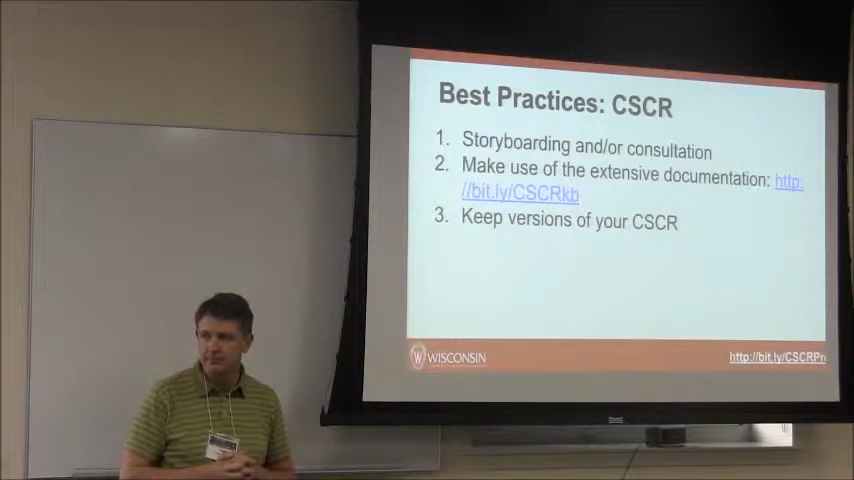 Best Practices: CSCR
1. Storyboarding and/or consultation
2. Make use of the extensive documentation: http:
//bit.ly/CSCRkb
3. Keep versions of your CSCR
W WISCONSIN
http://bit.ly/CSCRPr